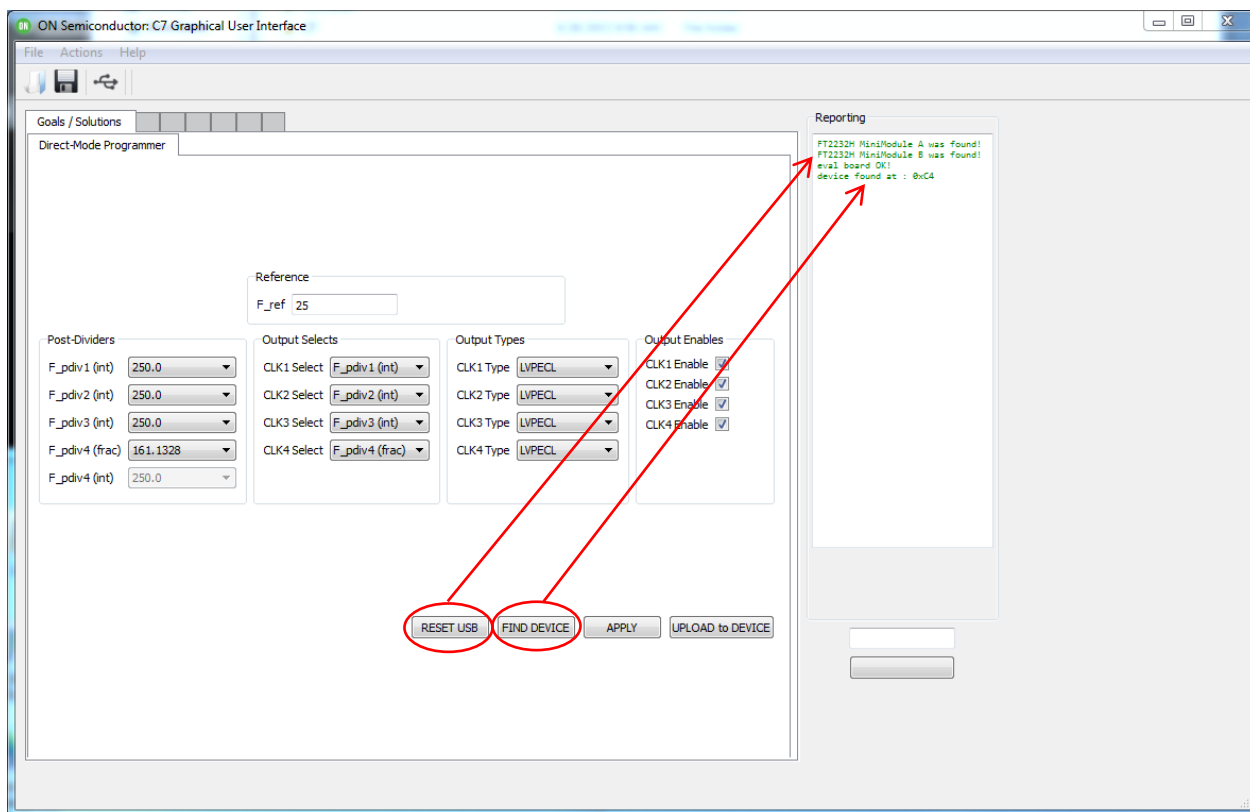 ON ON Semiconductor: C7 Graphical User Interface
File Actions Help
Goals / Solutions
Direct-Mode Programmer
Reporting
FT2232H MiniModule A was found!
FT2232H MiniModule B was found!
eval board OK!
device found at : 0xC4
Reference
F_ref 25
Post-Dividers
F_pdiv1 (int) 250.0
F_pdiv2 (int) 250.0
F_pdiv3 (int) 250.0
F_pdiv4 (frac) 161.1328
F_pdiv4 (int) 250.0
Output Selects
CLK1 Select F_pdiv1 (int)
CLK2 Select F_pdiv2 (int)
CLK3 Select F_pdiv3 (int)
CLK4 Select F_pdiv4 (frac)
Output Types
CLK1 Type LVPECL
CLK2 Type LVPECL
CLK3 Type LVPECL
CLK4 Type LVPECL
Output Enables
CLK1 Enable
CLK2 Enable
CLK3 Enable
CLK4 Enable
RESET USB FIND DEVICE APPLY UPLOAD to DEVICE